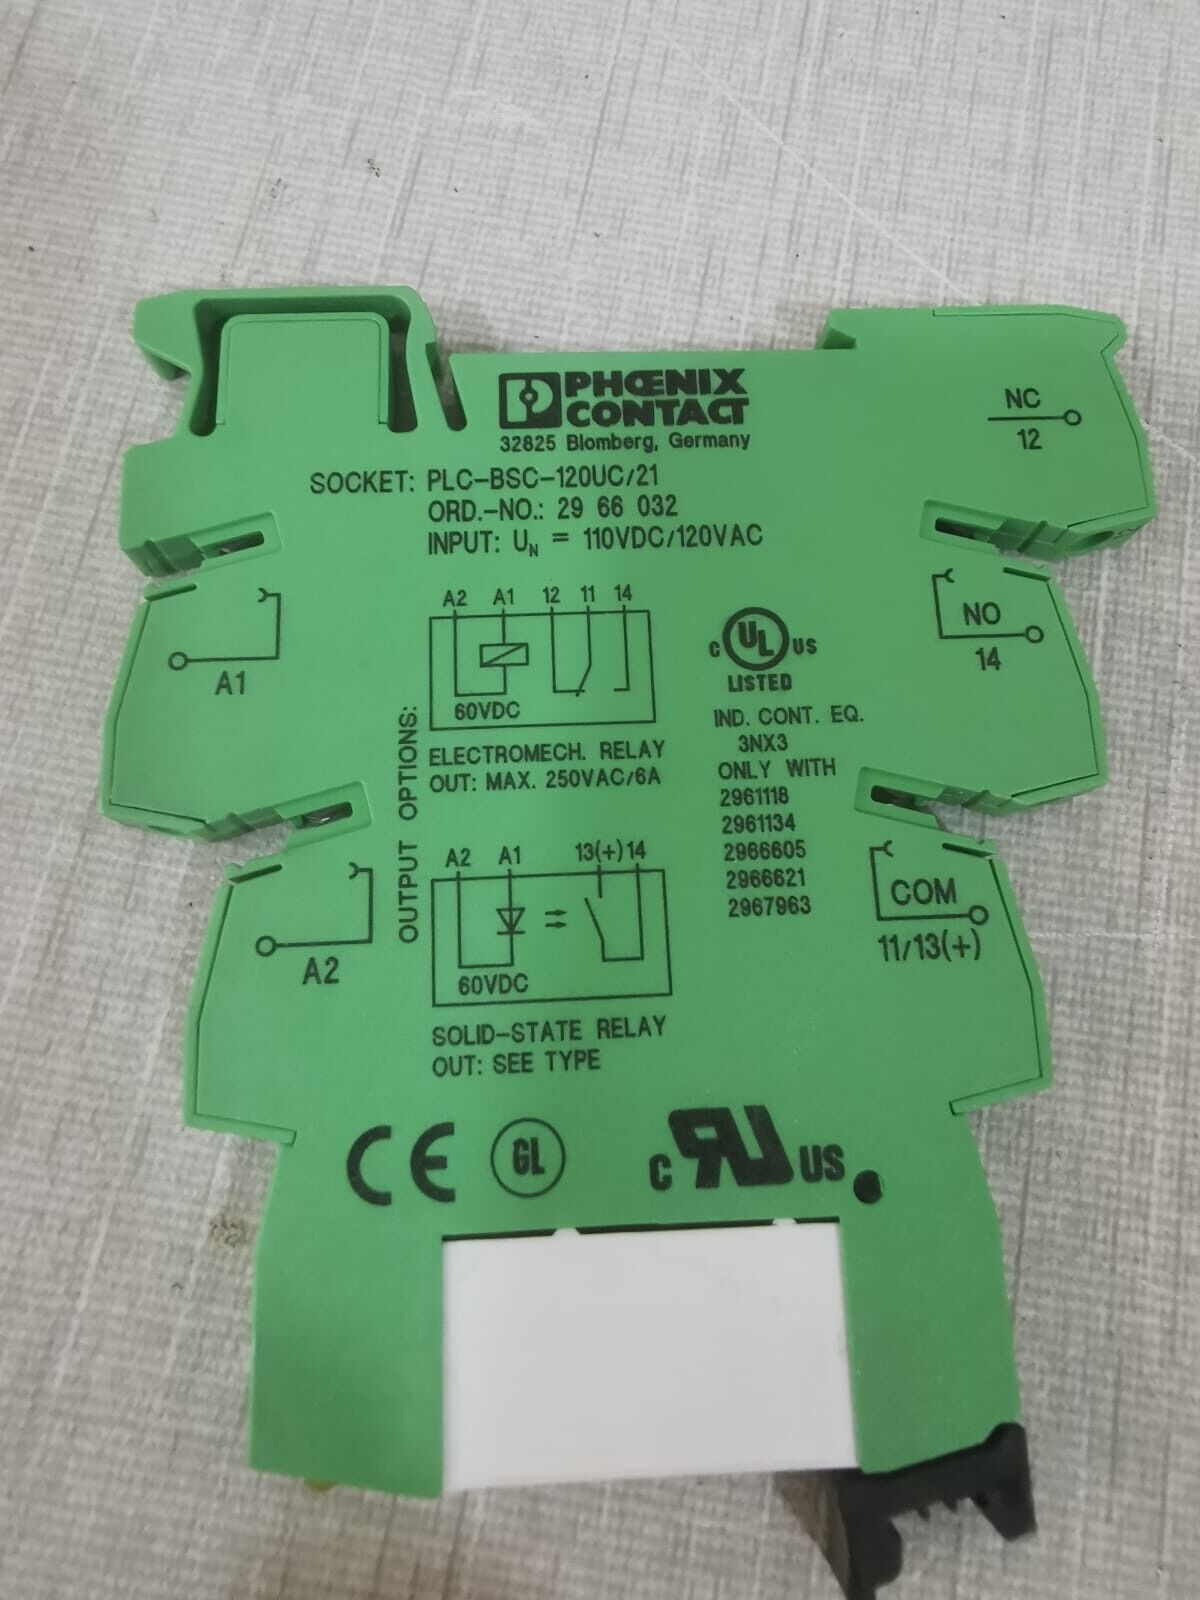 PHŒNIX
CONTACT
32825 Blomberg, Germany
SOCKET: PLC-BSC-120UC/21
ORD.-NO.: 29 66 032
INPUT: UN = 110VDC/120VAC
NC
12
NO
14
A1
A2 A1 12 11 14
60VDC
ELECTROMECH. RELAY
OUT: MAX. 250VAC/6A
OUTPUT OPTIONS:
C UL US
LISTED
IND. CONT. EQ.
3NX3
ONLY WITH
2961118
2961134
2966605
2966621
2967963
A2
A2 A1 13(+) 14
60VDC
SOLID-STATE RELAY
OUT: SEE TYPE
COM
11/13(+)
CE GL C RU US